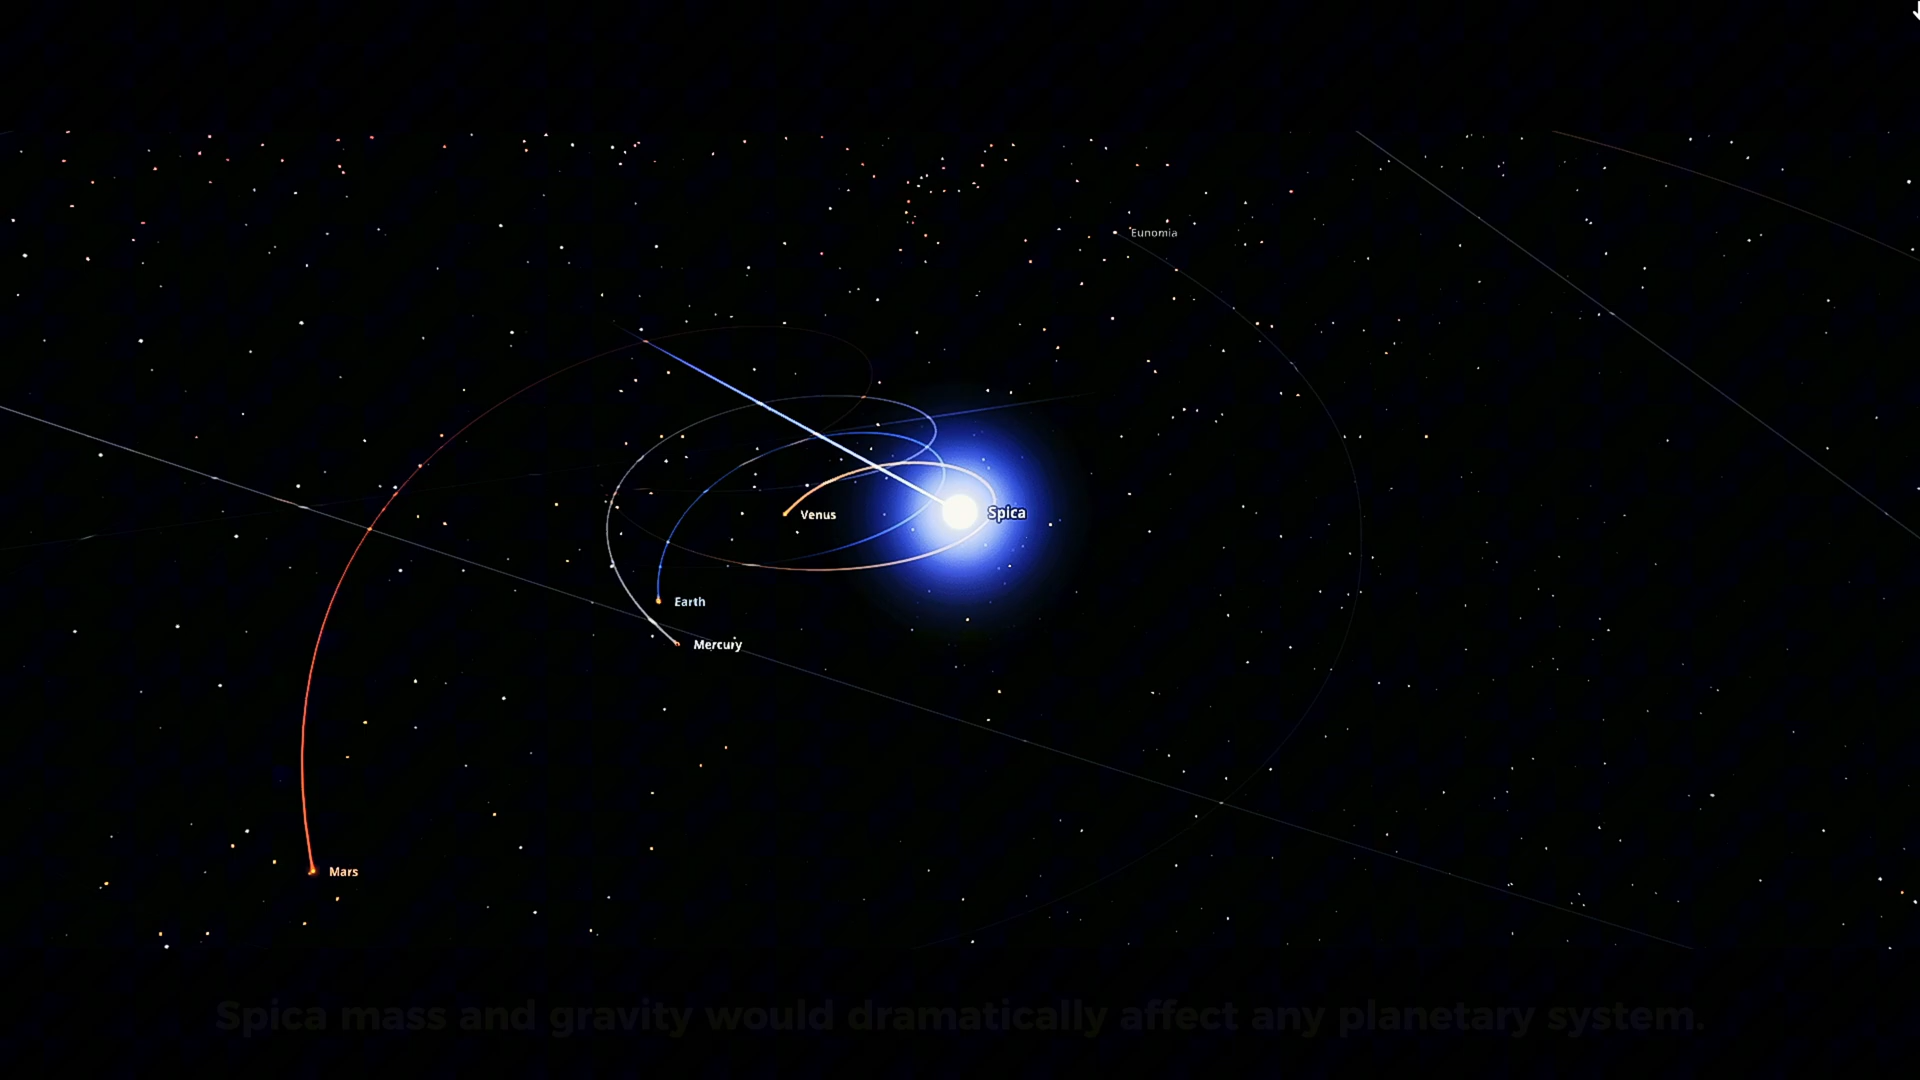 Eunomia
Venus
Spica
Earth
Mercury
Mars
Spica mass and gravity would dramatically affect any planetary system.